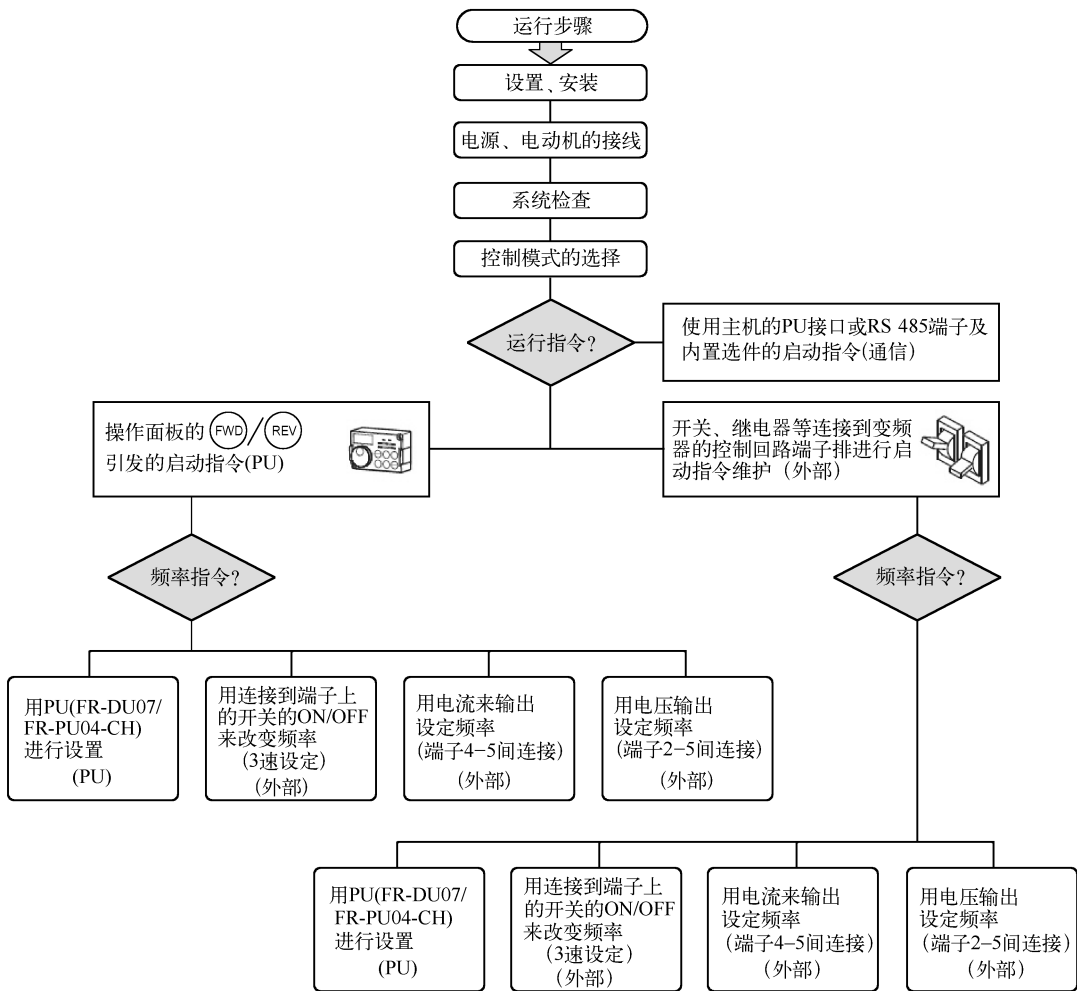 运行步骤
设置、安装
电源、电动机的接线
系统检查
控制模式的选择
运行指令?
使用主机的PU接口或RS 485端子及
内置选件的启动指令(通信)
操作面板的 FWD / REV
引发的启动指令(PU)
开关、继电器等连接到变频
器的控制回路端子排进行启
动指令维护（外部）
频率指令?
频率指令?
用PU(FR-DU07/
FR-PU04-CH)
进行设置
(PU)
用连接到端子上
的开关的ON/OFF
来改变频率
(3速设定)
(外部)
用电流来输出
设定频率
(端子4–5间连接)
(外部)
用电压输出
设定频率
(端子2–5间连接)
(外部)
用PU(FR-DU07/
FR-PU04-CH)
进行设置
(PU)
用连接到端子上
的开关的ON/OFF
来改变频率
(3速设定)
(外部)
用电流来输出
设定频率
(端子4–5间连接)
(外部)
用电压输出
设定频率
(端子2–5间连接)
(外部)